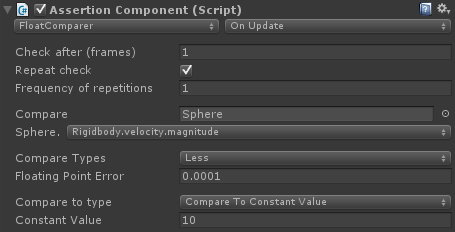 Assertion Component (Script)
FloatComparer On Update
Check after (frames) 1
Repeat check
Frequency of repetitions 1
Compare Sphere
Sphere. Rigidbody.velocity.magnitude
Compare Types Less
Floating Point Error 0.0001
Compare to type Compare To Constant Value
Constant Value 10